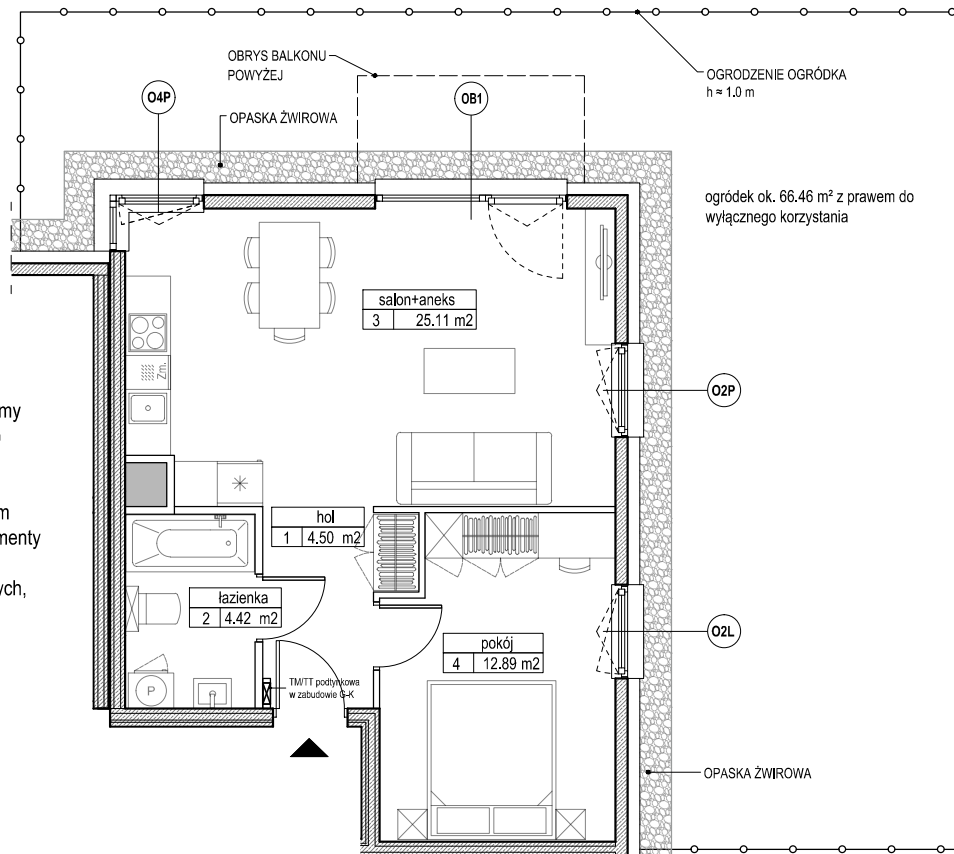 OBRYS BALKONU
POWYŻEJ
OGRODZENIE OGRÓDKA
h ≈ 1.0 m
O4P
OB1
OPASKA ŻWIROWA
ogródek ok. 66.46 m² z prawem do
wyłącznego korzystania
salon+aneks
3 25.11 m2
Zm.
O2P
my
m
menty
ych,
hol
1 4.50 m2
łazienka
2 4.42 m2
O2L
pokój
4 12.89 m2
P
TM/TT podtynkowa
w zabudowie G-K
OPASKA ŻWIROWA